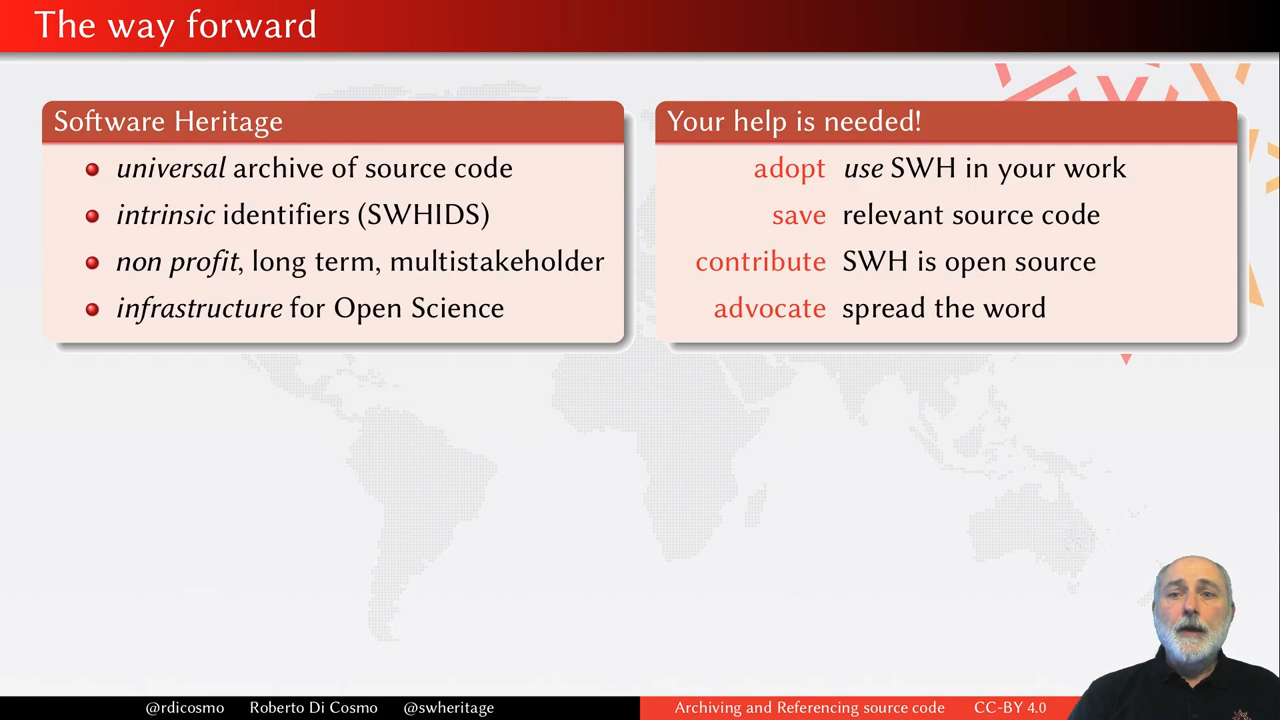 The way forward
Software Heritage
universal archive of source code
intrinsic identifiers (SWHIDS)
non profit, long term, multistakeholder
infrastructure for Open Science
Your help is needed!
adopt use SWH in your work
save relevant source code
contribute SWH is open source
advocate spread the word
@rdicosmo Roberto Di Cosmo @swheritage
Archiving and Referencing source code CC-BY 4.0